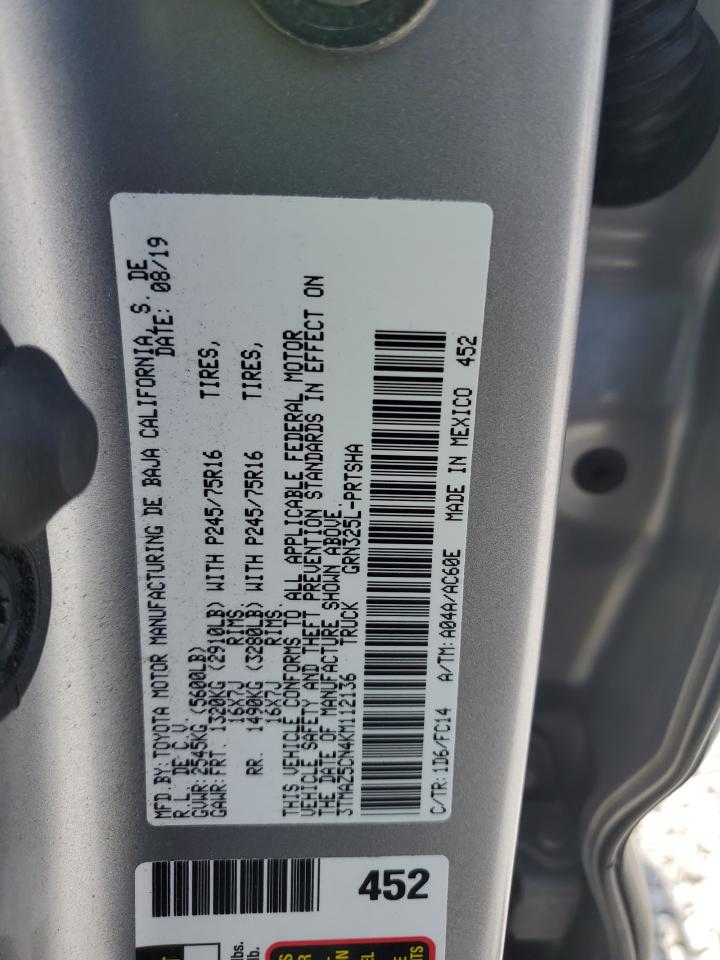 MFD.BY:TOYOTA MOTOR MANUFACTURING DE BAJA CALIFORNIA, S. DE
R.L. DE C.V. DATE: 08/19
GVWR:2545KG (5600LB)
GAWR:FRT. 1320KG (2910LB) WITH P245/75R16 TIRES,
16X7J RIMS.
RR. 1490KG (3280LB) WITH P245/75R16 TIRES,
16X7J RIMS.
THIS VEHICLE CONFORMS TO ALL APPLICABLE FEDERAL MOTOR
VEHICLE SAFETY AND THEFT PREVENTION STANDARDS IN EFFECT ON
THE DATE OF MANUFACTURE SHOWN ABOVE.
3TMAZ5CN4KM112136 TRUCK GRN325L-PRTSHA
C/TR:1D6/FC14 A/TM:A04A/AC60E MADE IN MEXICO 452
452
lbs.
lb.